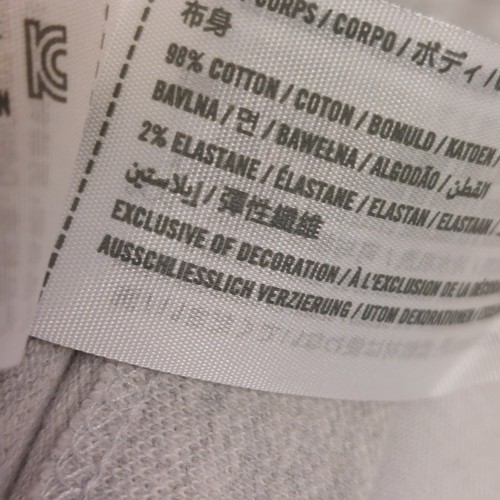 CORPS / CORPO / ボディ /
布身
98% COTTON / COTON / BOMULD / KATOEN /
BAVLNA / 면 / BAWEŁNA / ALGODÃO / القطن /
2% ELASTANE / ÉLASTANE / ELASTAN / ELASTAAN /
إيلاستين / 彈性纖維
EXCLUSIVE OF DECORATION / À L'EXCLUSION DE LA
AUSSCHLIESSLICH VERZIERUNG / UTOM DEKORATIONEN /